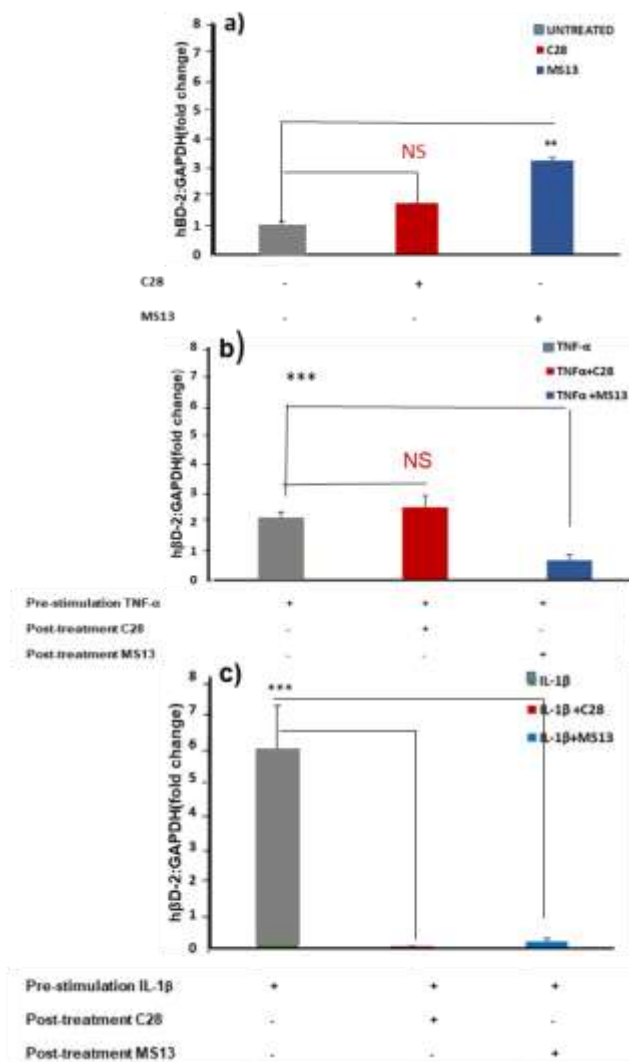 a)
8
7
6
5
4
3
2
1
0
hBD-2:GAPDH(fold change)
UNTREATED
C28
MS13
NS
**
C28 - + -
MS13 - - +
b)
8
7
6
5
4
3
2
1
0
hβD-2:GAPDH(fold change)
TNF-α
TNFα+C28
TNFα +MS13
***
NS
Pre-stimulation TNF-α + + +
Post-treatment C28 - + -
Post-treatment MS13 - - +
c)
8
7
6
5
4
3
2
1
0
hβD-2:GAPDH(fold change)
IL-1β
IL-1β +C28
IL-1β+MS13
***
Pre-stimulation IL-1β + + +
Post-treatment C28 - + -
Post-treatment MS13 - - +